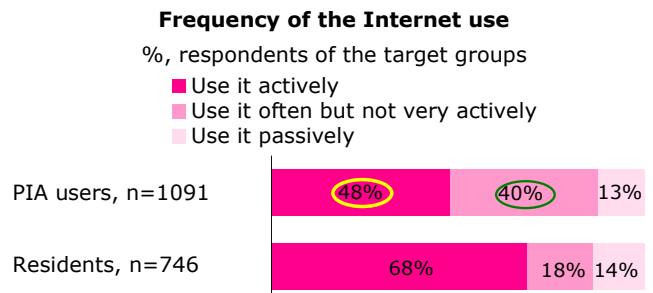 Frequency of the Internet use
%, respondents of the target groups
Use it actively
Use it often but not very actively
Use it passively
PIA users, n=1091 48% 40% 13%
Residents, n=746 68% 18% 14%